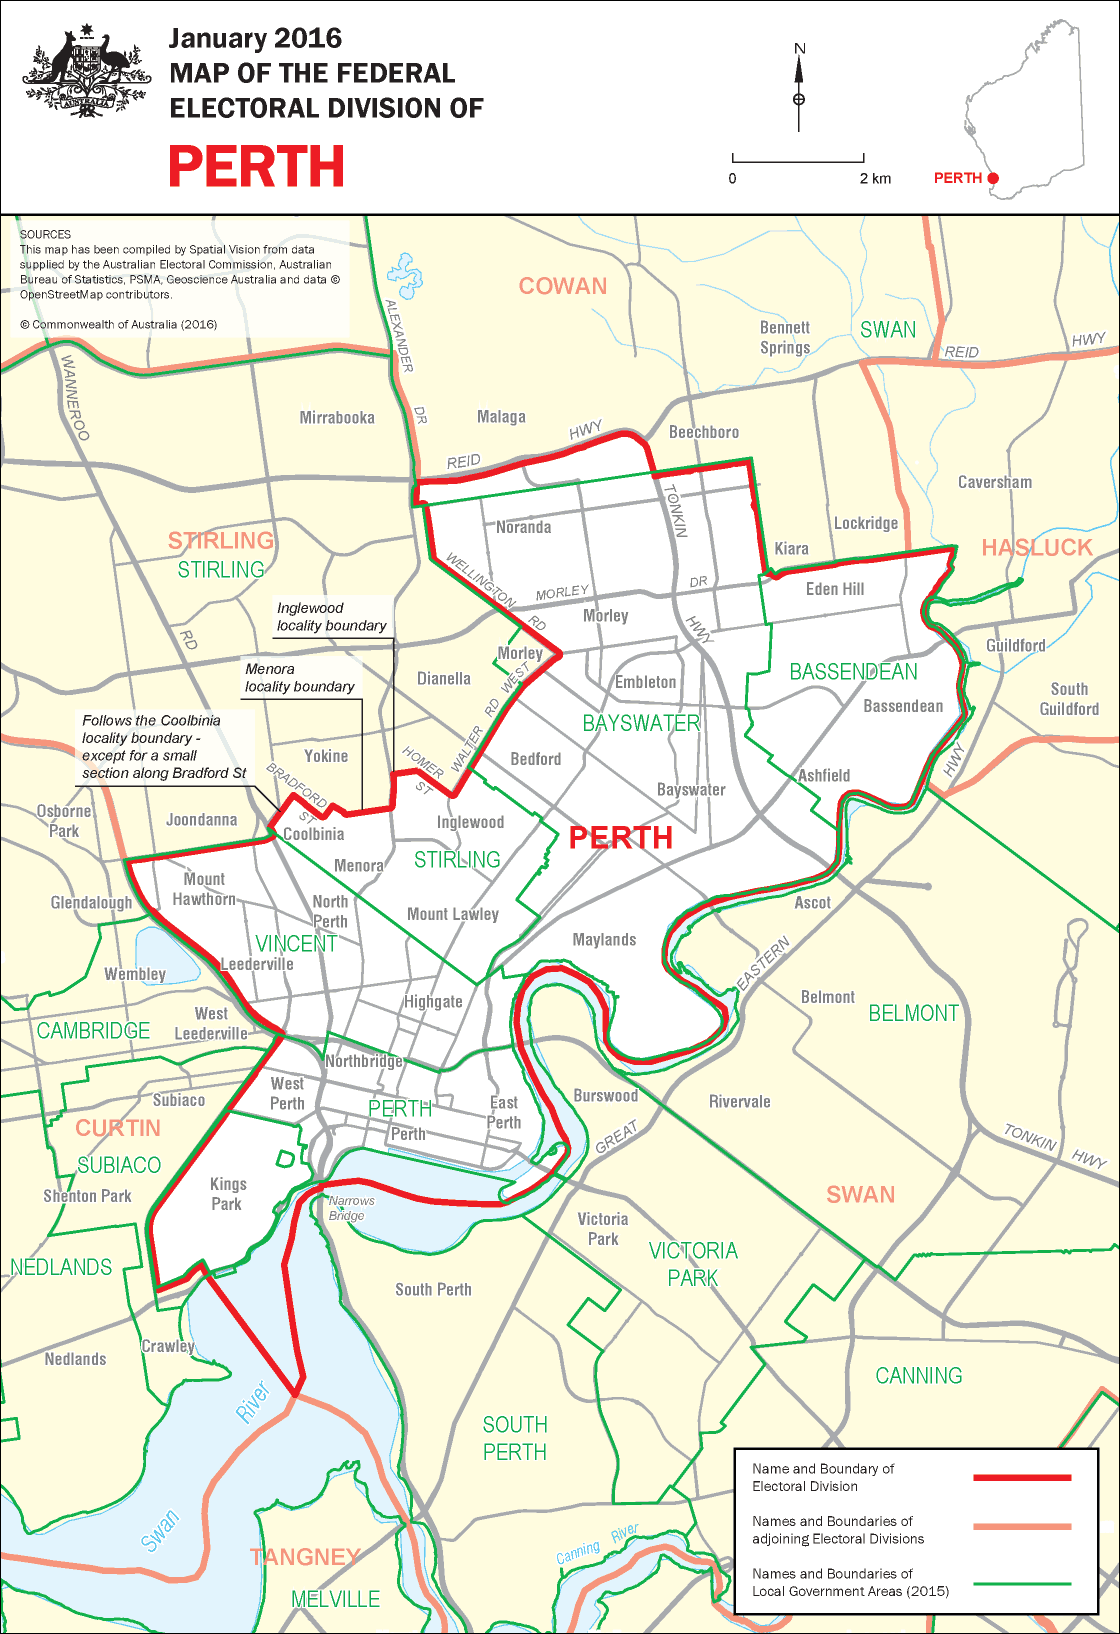 January 2016
MAP OF THE FEDERAL
ELECTORAL DIVISION OF
PERTH
AUSTRALIA
N
0
2 km
PERTH
SOURCES
This map has been compiled by Spatial Vision from data
supplied by the Australian Electoral Commission, Australian
Bureau of Statistics, PSMA, Geoscience Australia and data ©
OpenStreetMap contributors.
© Commonwealth of Australia (2016)
COWAN
Bennett
Springs
SWAN
REID
HWY
WANNEROO
ALEXANDER
DR
Mirrabooka
Malaga
HWY
Beechboro
REID
Caversham
TONKIN
Noranda
Lockridge
STIRLING
STIRLING
Kiara
HASLUCK
WELLINGTON
RD
MORLEY
DR
Eden Hill
Inglewood
locality boundary
Morley
HWY
RD
Morley
Guildford
Menora
locality boundary
Dianella
WEST
Embleton
BASSENDEAN
South
Guildford
Follows the Coolbinia
locality boundary -
except for a small
section along Bradford St
RD
BAYSWATER
Bassendean
Yokine
HOMER
ST
WALTER
Bedford
HWY
BRADFORD
ST
Bayswater
Ashfield
Osborne
Park
Joondanna
Coolbinia
Inglewood
PERTH
Menora
STIRLING
Mount
Hawthorn
Glendalough
North
Perth
Mount Lawley
Ascot
VINCENT
Maylands
Wembley
Leederville
EASTERN
Highgate
Belmont
BELMONT
CAMBRIDGE
West
Leederville
Northbridge
West
Perth
Subiaco
PERTH
East
Perth
Burswood
Rivervale
CURTIN
Perth
GREAT
TONKIN
HWY
SUBIACO
Shenton Park
Kings
Park
Narrows
Bridge
SWAN
Victoria
Park
NEDLANDS
VICTORIA
PARK
South Perth
Crawley
Nedlands
CANNING
River
SOUTH
PERTH
Swan
Canning
River
TANGNEY
MELVILLE
Name and Boundary of
Electoral Division
Names and Boundaries of
adjoining Electoral Divisions
Names and Boundaries of
Local Government Areas (2015)